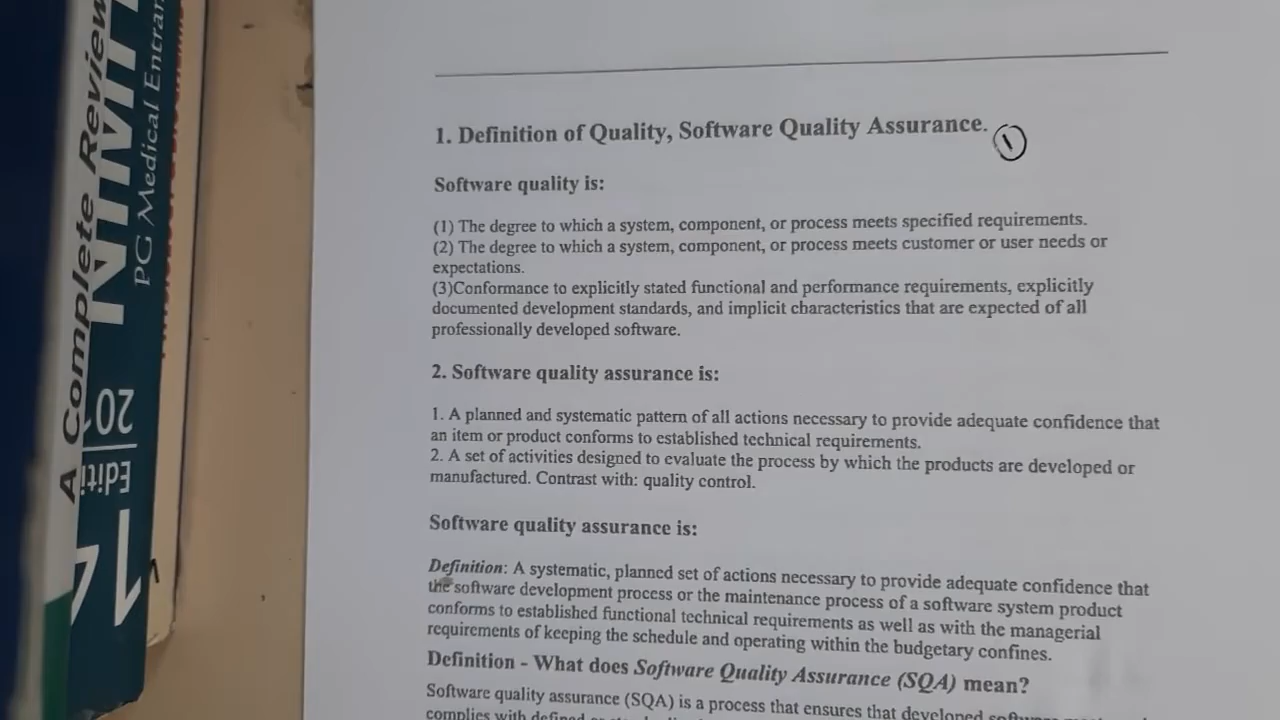 A Complete Review
PG Medical Entran
Editi
1. Definition of Quality, Software Quality Assurance.
1
Software quality is:
(1) The degree to which a system, component, or process meets specified requirements.
(2) The degree to which a system, component, or process meets customer or user needs or
expectations.
(3)Conformance to explicitly stated functional and performance requirements, explicitly
documented development standards, and implicit characteristics that are expected of all
professionally developed software.
2. Software quality assurance is:
1. A planned and systematic pattern of all actions necessary to provide adequate confidence that
an item or product conforms to established technical requirements.
2. A set of activities designed to evaluate the process by which the products are developed or
manufactured. Contrast with: quality control.
Software quality assurance is:
Definition: A systematic, planned set of actions necessary to provide adequate confidence that
the software development process or the maintenance process of a software system product
conforms to established functional technical requirements as well as with the managerial
requirements of keeping the schedule and operating within the budgetary confines.
Definition - What does Software Quality Assurance (SQA) mean?
Software quality assurance (SQA) is a process that ensures that developed
complies with defined